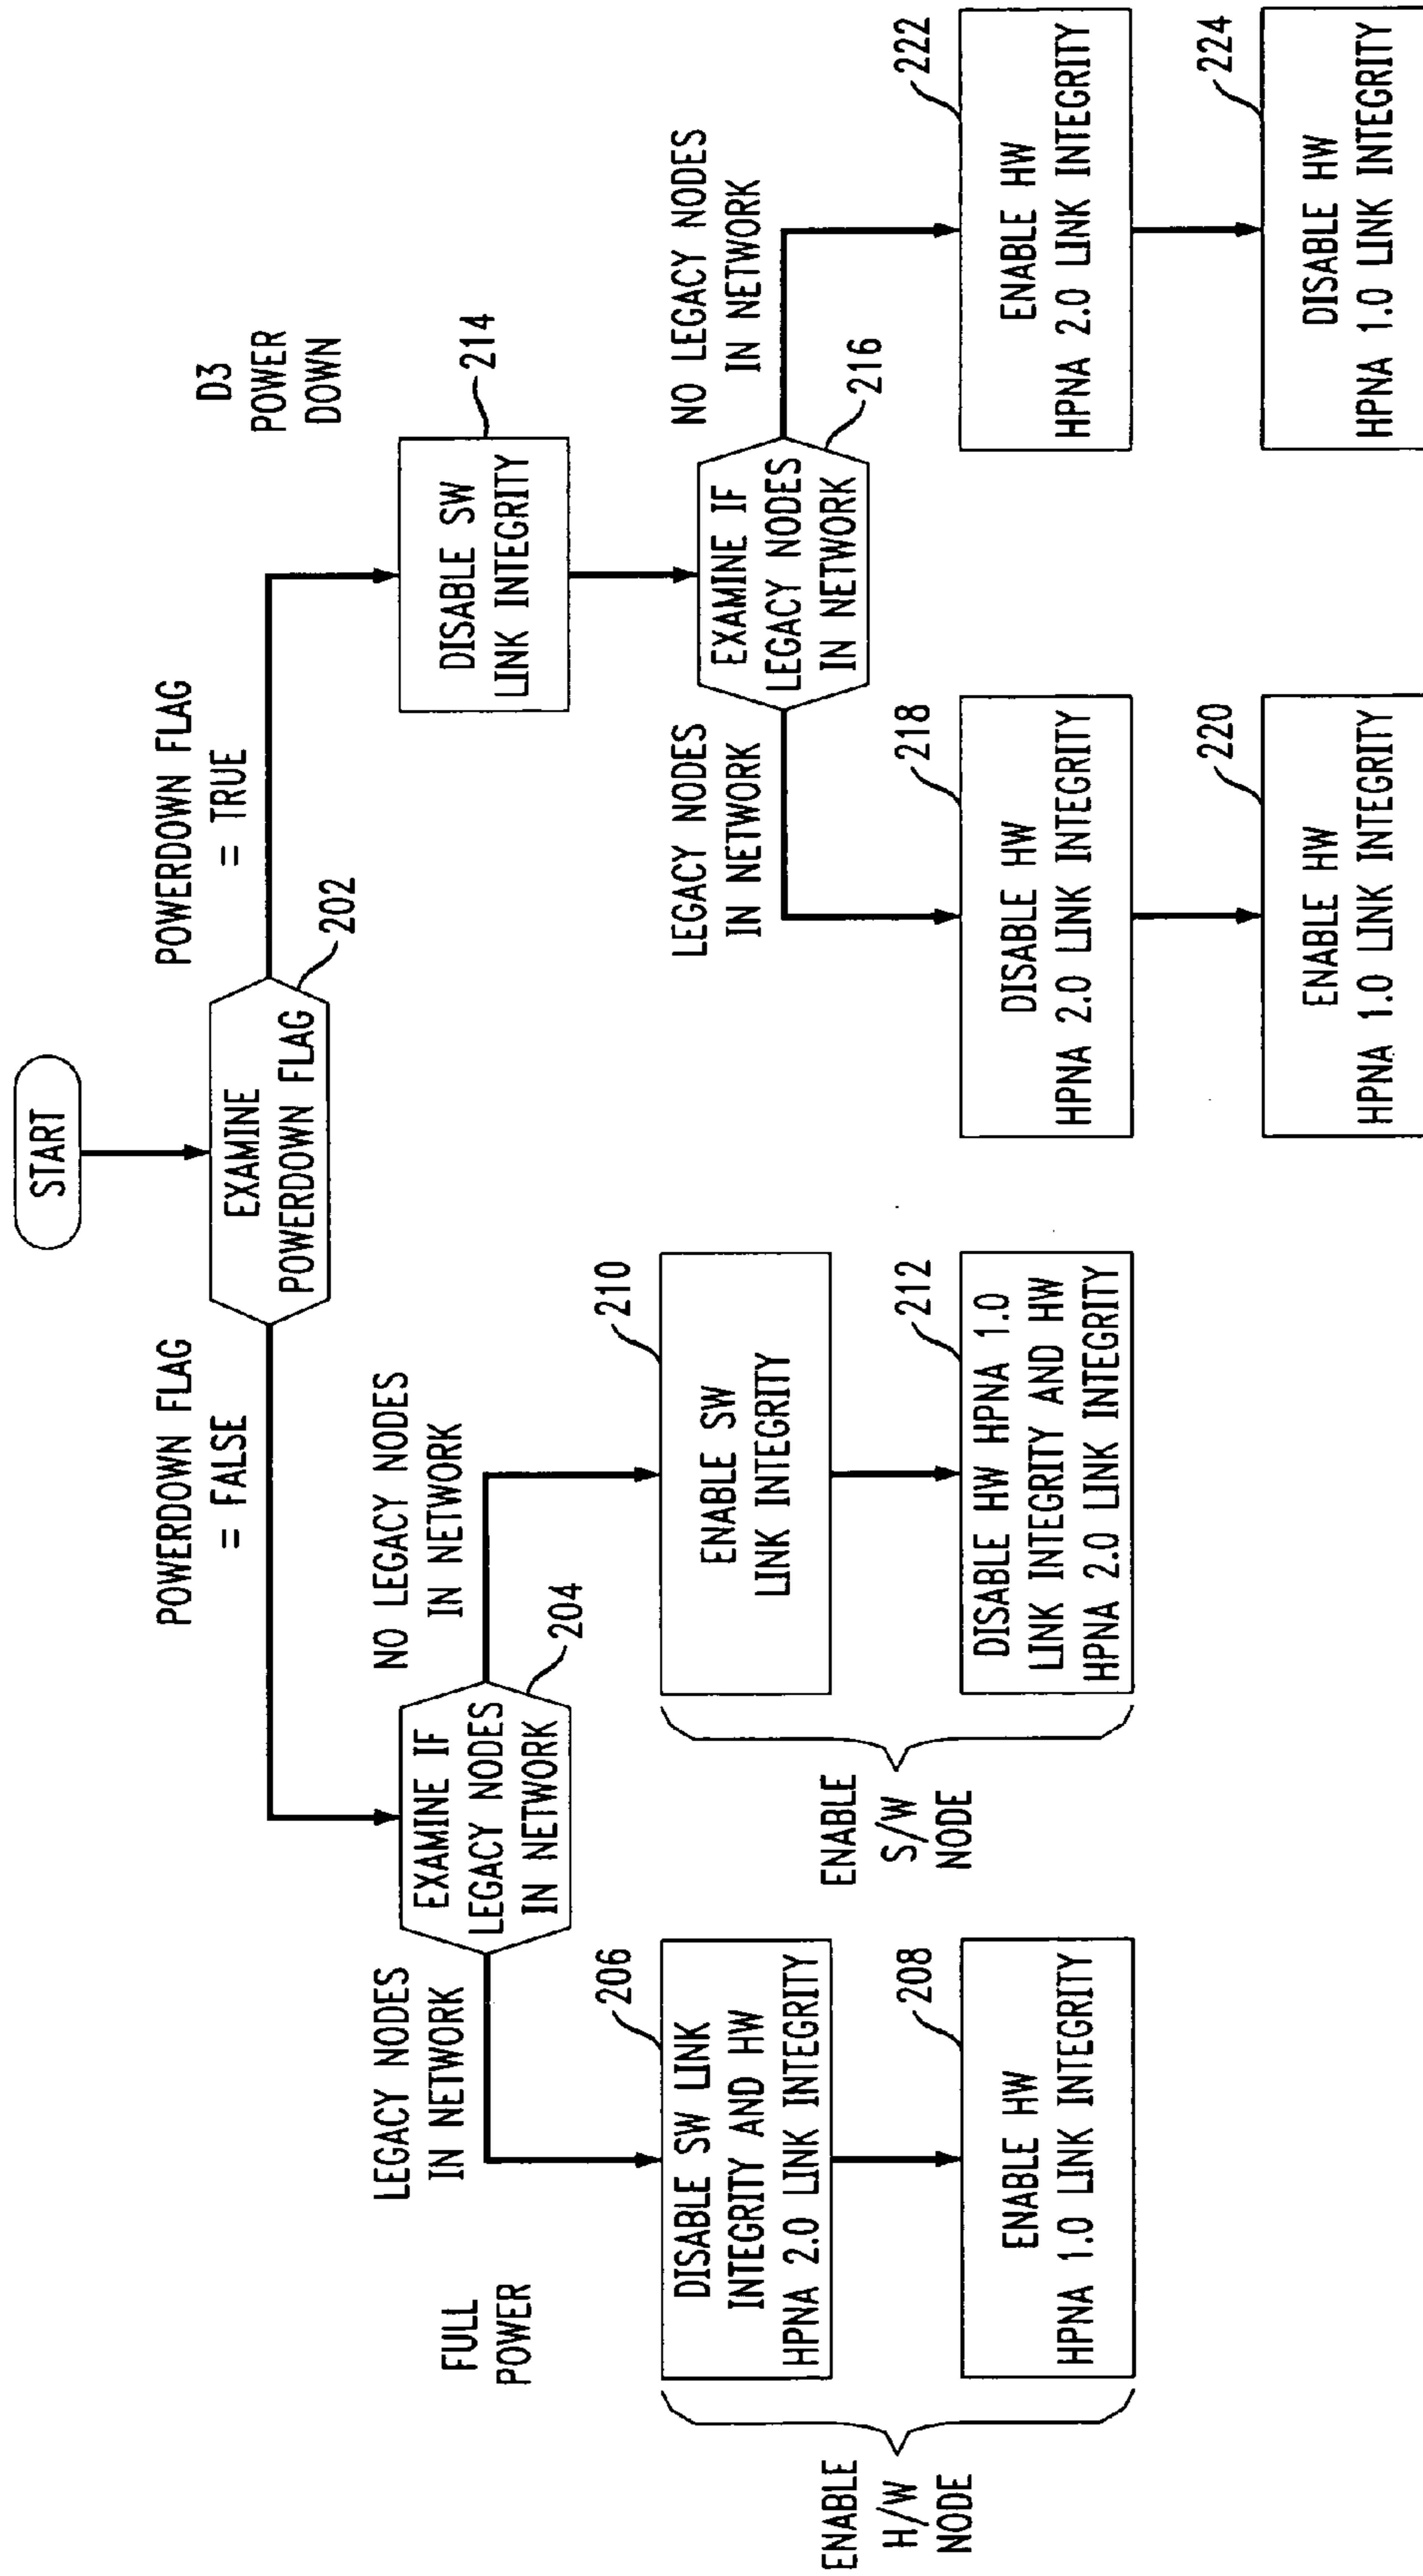 START
EXAMINE
POWERDOWN FLAG
202
POWERDOWN FLAG
= FALSE
POWERDOWN FLAG
= TRUE
FULL
POWER
LEGACY NODES
IN NETWORK
EXAMINE IF
LEGACY NODES
IN NETWORK
204
NO LEGACY NODES
IN NETWORK
DISABLE SW LINK
INTEGRITY AND HW
HPNA 2.0 LINK INTEGRITY
206
ENABLE HW
HPNA 1.0 LINK INTEGRITY
208
ENABLE
H/W
NODE
ENABLE SW
LINK INTEGRITY
210
DISABLE HW HPNA 1.0
LINK INTEGRITY AND HW
HPNA 2.0 LINK INTEGRITY
212
ENABLE
S/W
NODE
D3
POWER
DOWN
DISABLE SW
LINK INTEGRITY
214
LEGACY NODES
IN NETWORK
EXAMINE IF
LEGACY NODES
IN NETWORK
216
NO LEGACY NODES
IN NETWORK
DISABLE HW
HPNA 2.0 LINK INTEGRITY
218
ENABLE HW
HPNA 1.0 LINK INTEGRITY
220
ENABLE HW
HPNA 2.0 LINK INTEGRITY
222
DISABLE HW
HPNA 1.0 LINK INTEGRITY
224